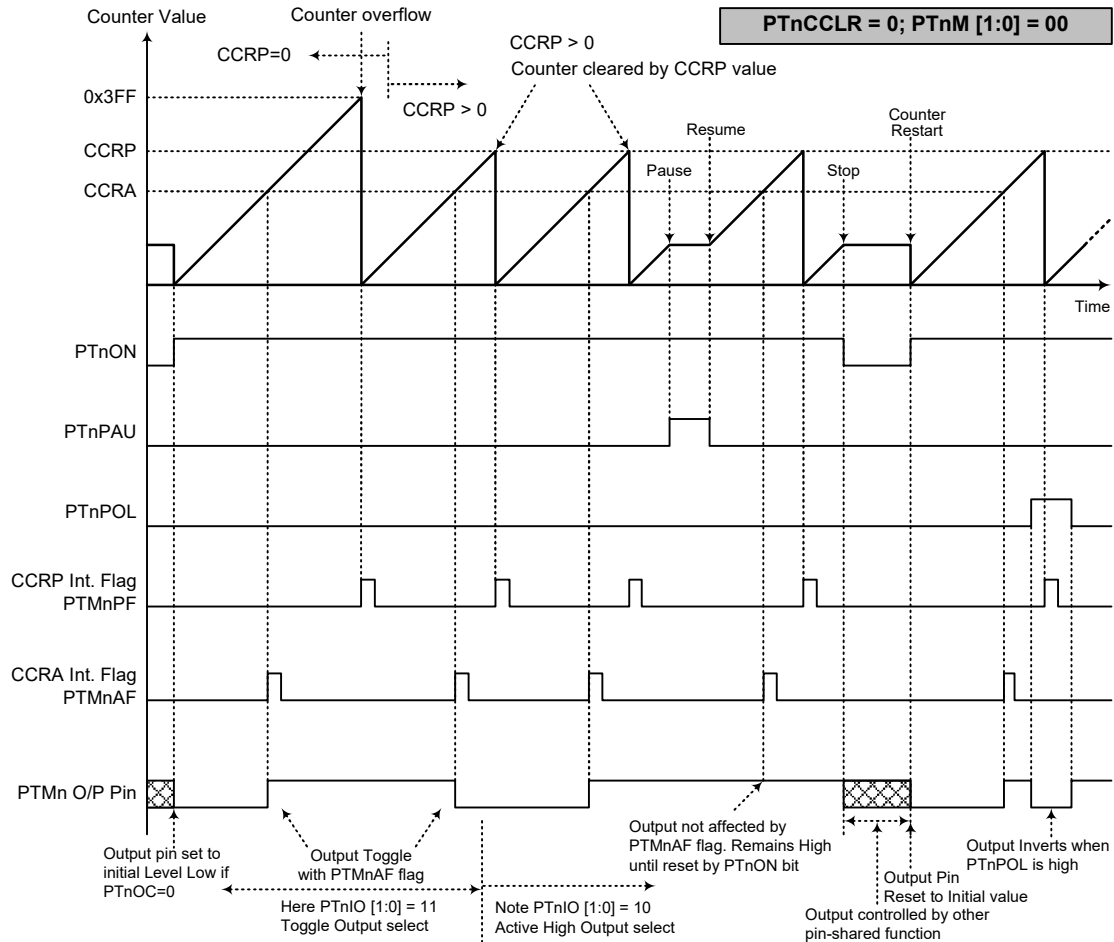 Counter Value
Counter overflow
PTnCCLR = 0; PTnM [1:0] = 00
CCRP=0
CCRP > 0
CCRP > 0
Counter cleared by CCRP value
0x3FF
CCRP
CCRA
Pause
Resume
Stop
Counter
Restart
Time
PTnON
PTnPAU
PTnPOL
CCRP Int. Flag
PTMnPF
CCRA Int. Flag
PTMnAF
PTMn O/P Pin
Output pin set to
initial Level Low if
PTnOC=0
Output Toggle
with PTMnAF flag
Here PTnIO [1:0] = 11
Toggle Output select
Note PTnIO [1:0] = 10
Active High Output select
Output not affected by
PTMnAF flag. Remains High
until reset by PTnON bit
Output Pin
Reset to Initial value
Output controlled by other
pin-shared function
Output Inverts when
PTnPOL is high